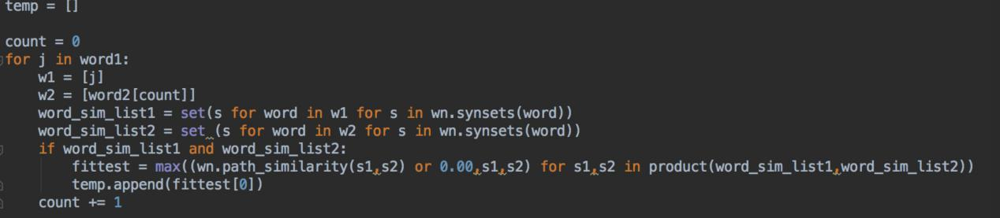 temp = []
count = 0
for j in word1:
    w1 = [j]
    w2 = [word2[count]]
    word_sim_list1 = set(s for word in w1 for s in wn.synsets(word))
    word_sim_list2 = set (s for word in w2 for s in wn.synsets(word))
    if word_sim_list1 and word_sim_list2:
        fittest = max((wn.path_similarity(s1,s2) or 0.00,s1,s2) for s1,s2 in product(word_sim_list1,word_sim_list2))
        temp.append(fittest[0])
    count += 1